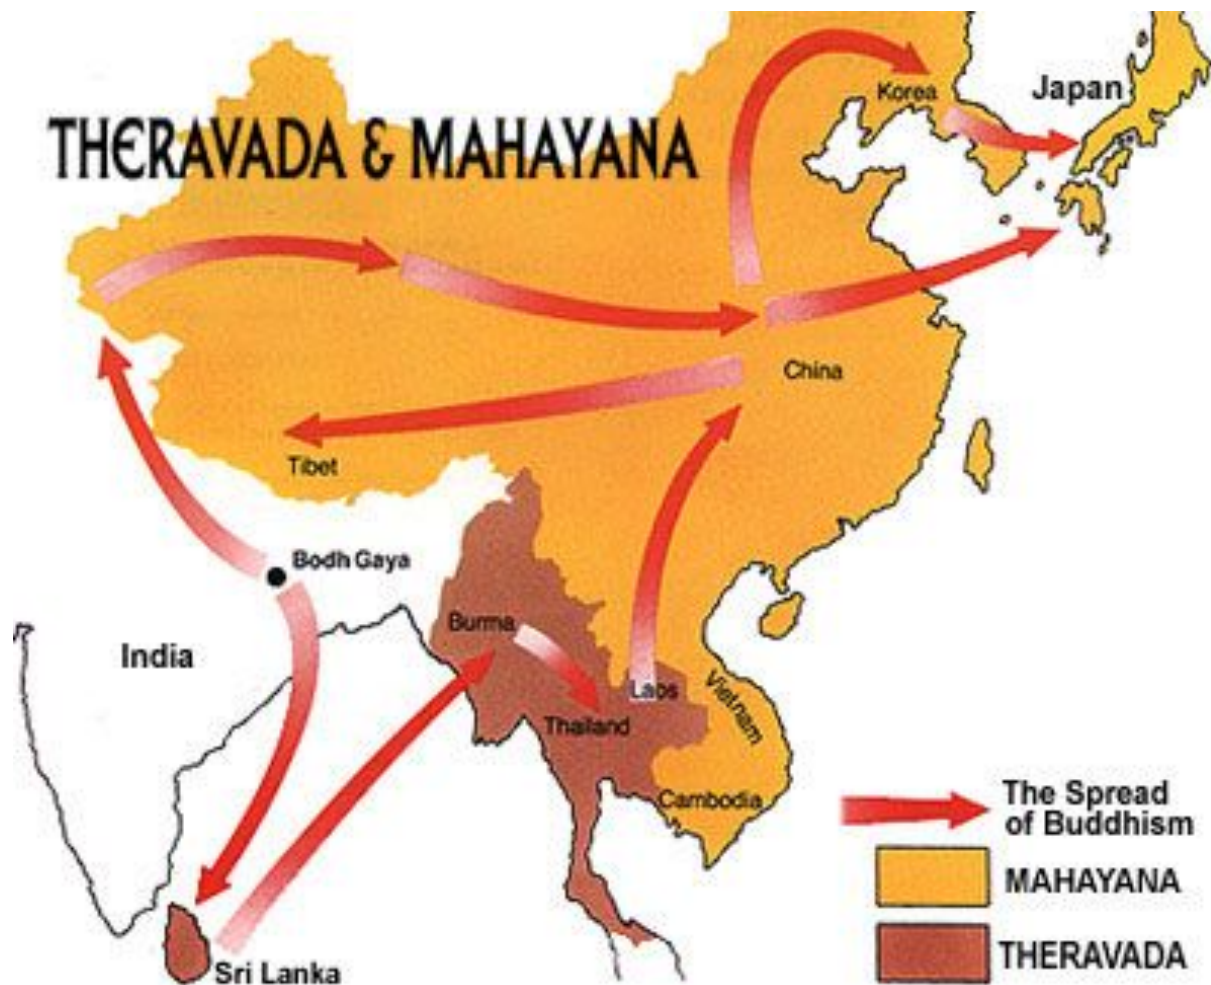 Korea
Japan
THERAVADA & MAHAYANA
China
Tibet
Bodh Gaya
Burma
India
Laos
Vietnam
Thailand
Cambodia
The Spread
of Buddhism
MAHAYANA
THERAVADA
Sri Lanka